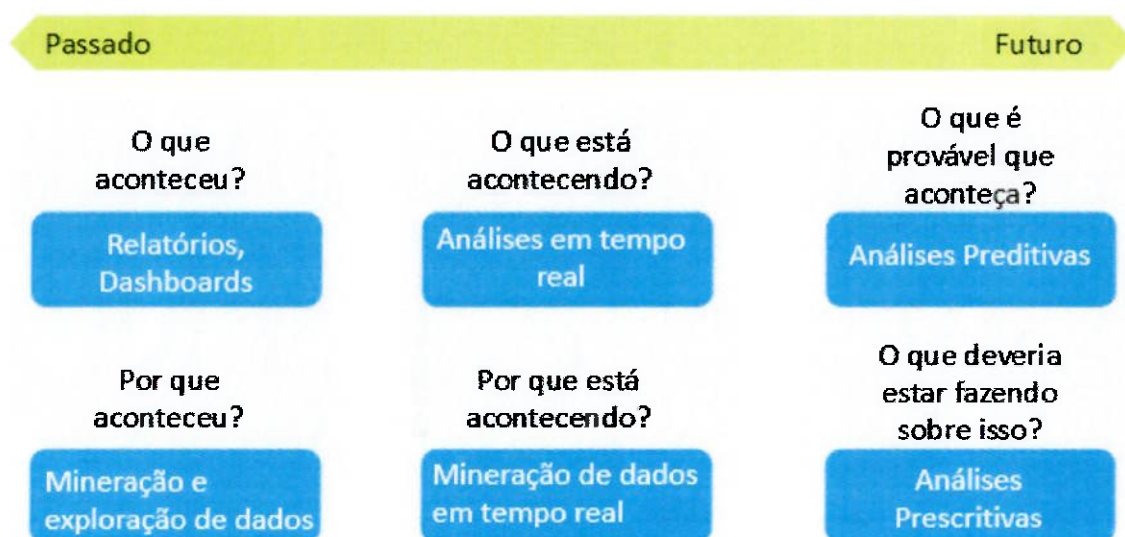 Passado
Futuro
O que
aconteceu?
Relatórios,
Dashboards
O que está
acontecendo?
Análises em tempo
real
O que é
provável que
aconteça?
Análises Preditivas
Por que
aconteceu?
Mineração e
exploração de dados
Por que está
acontecendo?
Mineração de dados
em tempo real
O que deveria
estar fazendo
sobre isso?
Análises
Prescritivas